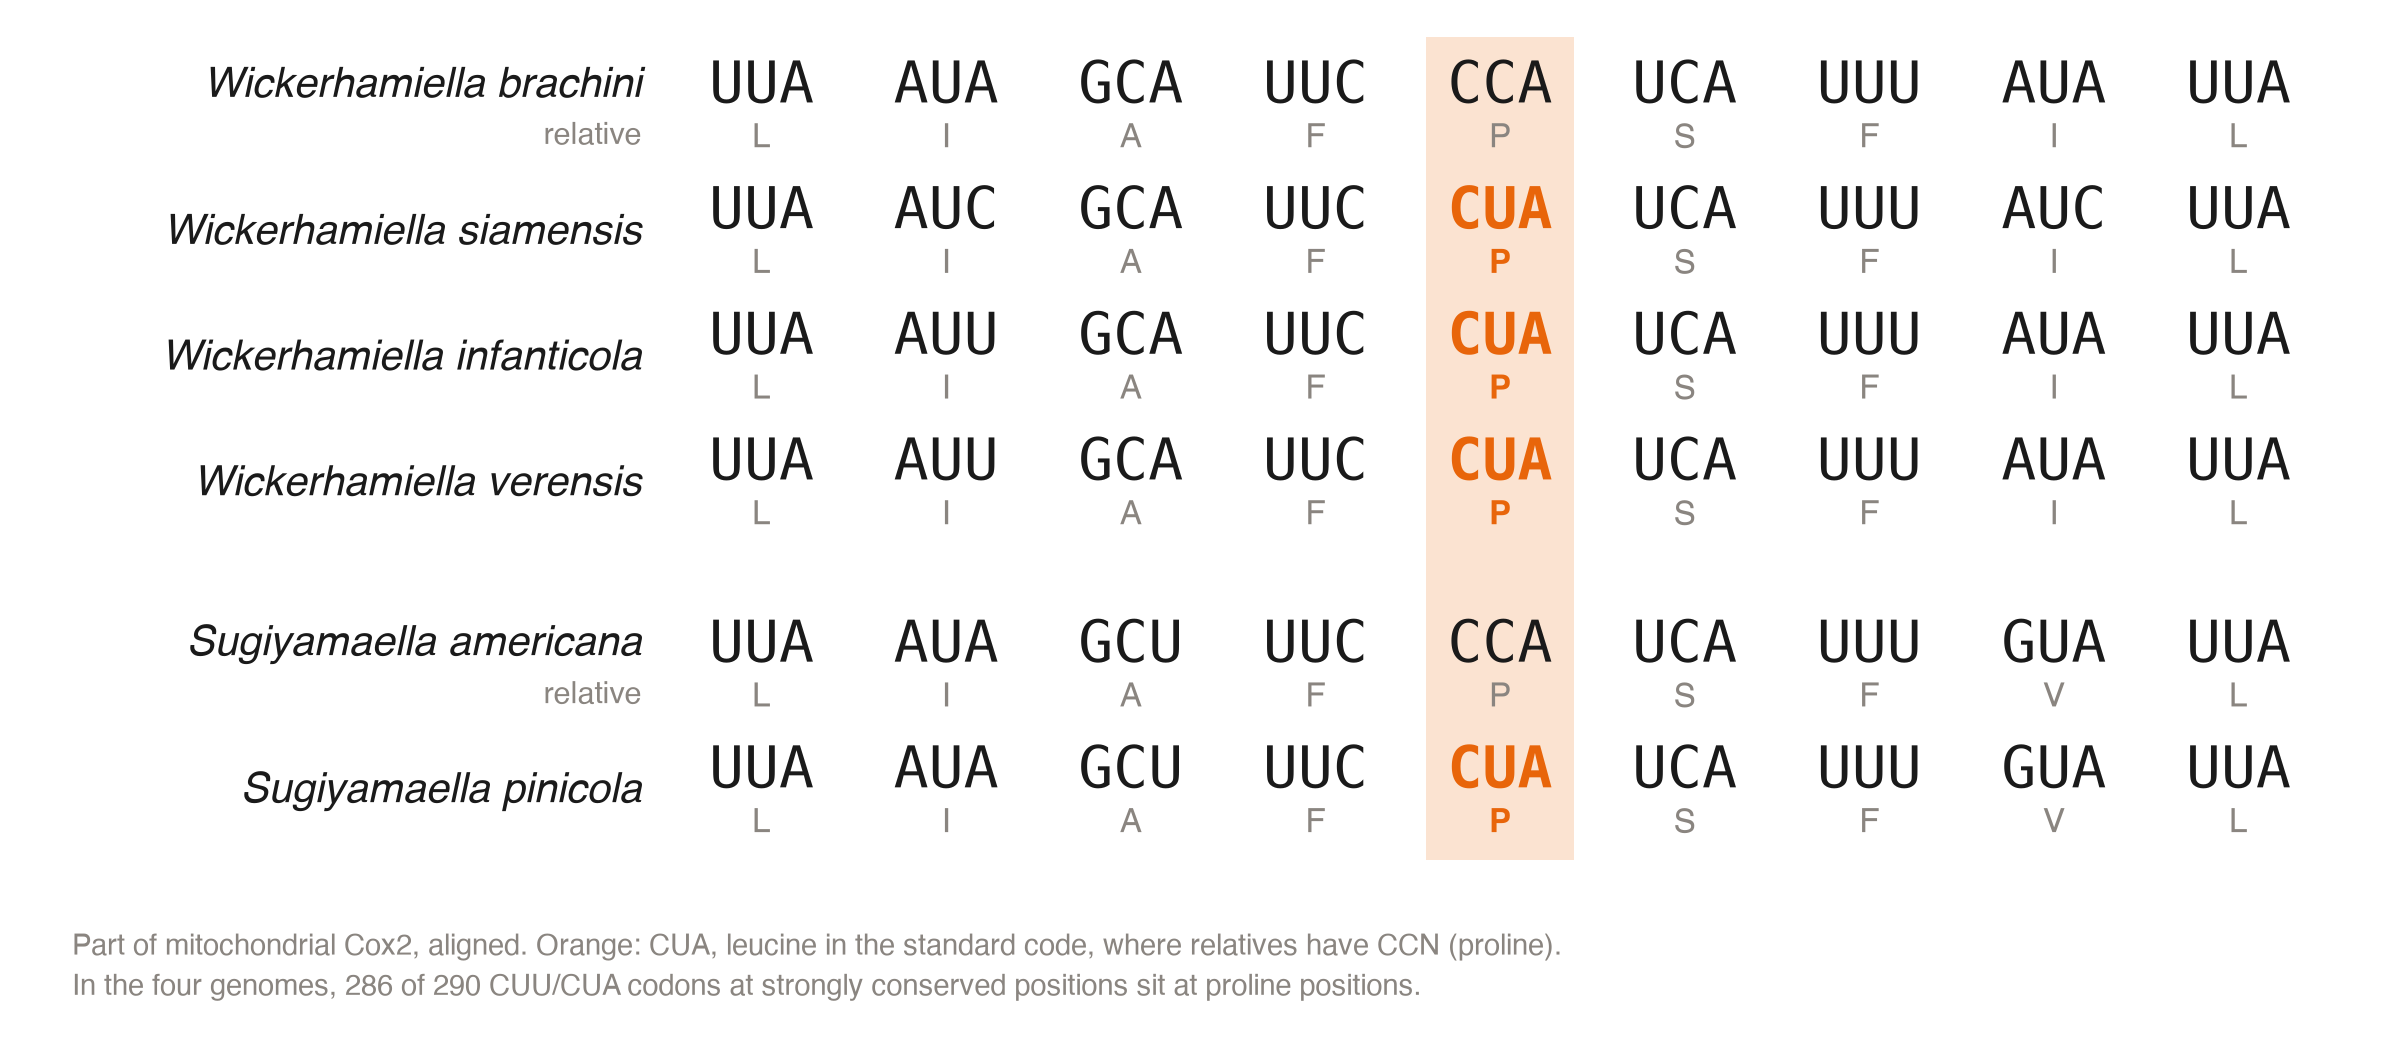 Wickerhamiella brachini UUA AUA GCA UUC CCA UCA UUU AUA UUA
relative L I A F P S F I L
Wickerhamiella siamensis UUA AUC GCA UUC CUA UCA UUU AUC UUA
L I A F P S F I L
Wickerhamiella infanticola UUA AUU GCA UUC CUA UCA UUU AUA UUA
L I A F P S F I L
Wickerhamiella verensis UUA AUU GCA UUC CUA UCA UUU AUA UUA
L I A F P S F I L
Sugiyamaella americana UUA AUA GCU UUC CCA UCA UUU GUA UUA
relative L I A F P S F V L
Sugiyamaella pinicola UUA AUA GCU UUC CUA UCA UUU GUA UUA
L I A F P S F V L
Part of mitochondrial Cox2, aligned. Orange: CUA, leucine in the standard code, where relatives have CCN (proline).
In the four genomes, 286 of 290 CUU/CUA codons at strongly conserved positions sit at proline positions.